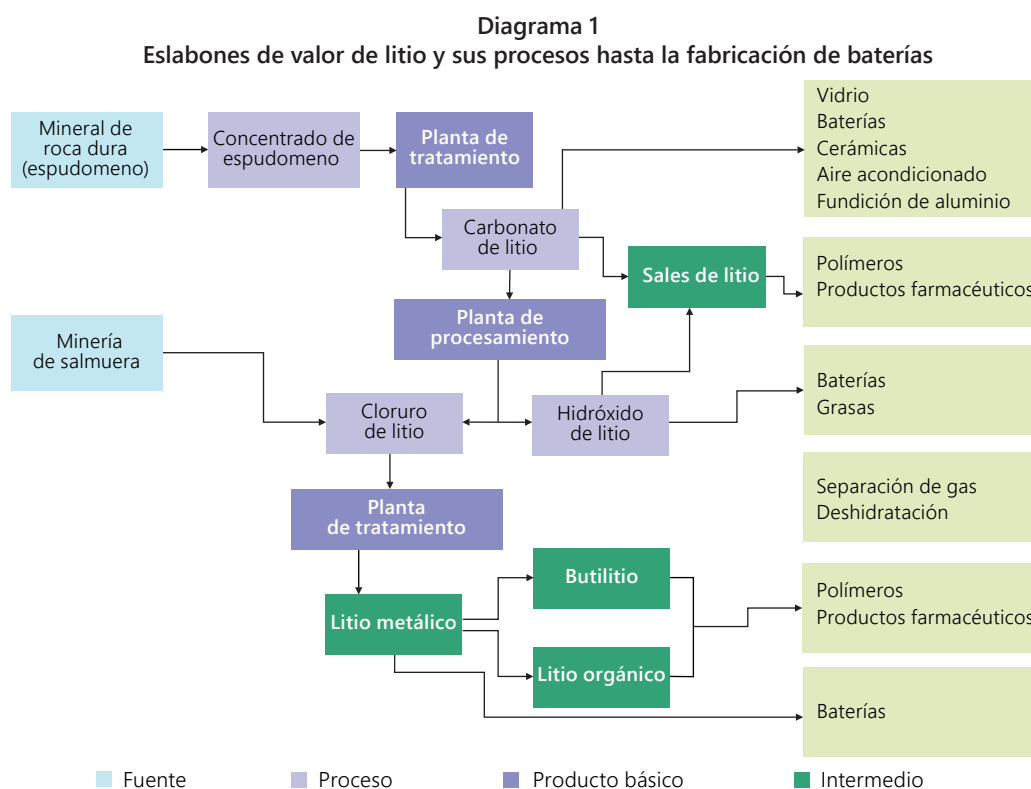 Diagrama 1
Eslabones de valor de litio y sus procesos hasta la fabricación de baterías
Mineral de
roca dura
(espudomeno)
Concentrado de
espudomeno
Planta de
tratamiento
Vidrio
Baterías
Cerámicas
Aire acondicionado
Fundición de aluminio
Carbonato
de litio
Sales de litio
Polímeros
Productos farmacéuticos
Minería
de salmuera
Planta de
procesamiento
Cloruro
de litio
Hidróxido
de litio
Baterías
Grasas
Planta
de tratamiento
Separación de gas
Deshidratación
Litio metálico
Butilitio
Litio orgánico
Polímeros
Productos farmacéuticos
Baterías
Fuente
Proceso
Producto básico
Intermedio